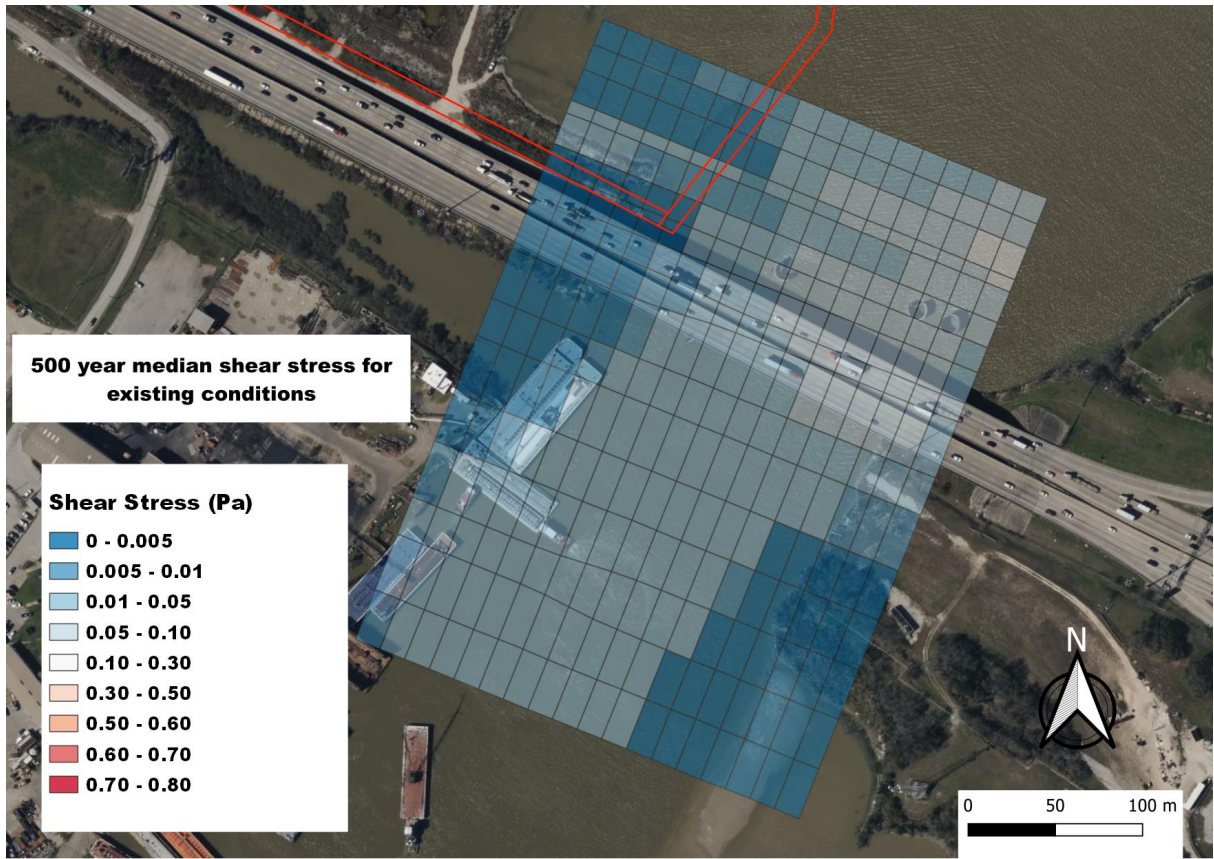 500 year median shear stress for
existing conditions
Shear Stress (Pa)
0 - 0.005
0.005 - 0.01
0.01 - 0.05
0.05 - 0.10
0.10 - 0.30
0.30 - 0.50
0.50 - 0.60
0.60 - 0.70
0.70 - 0.80
N
0 50 100 m